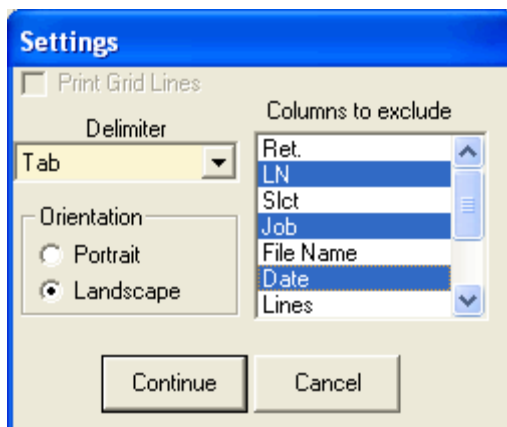 Settings
Print Grid Lines
Delimiter
Tab
Orientation
Portrait
Landscape
Columns to exclude
Ret.
LN
Slct
Job
File Name
Date
Lines
Continue
Cancel